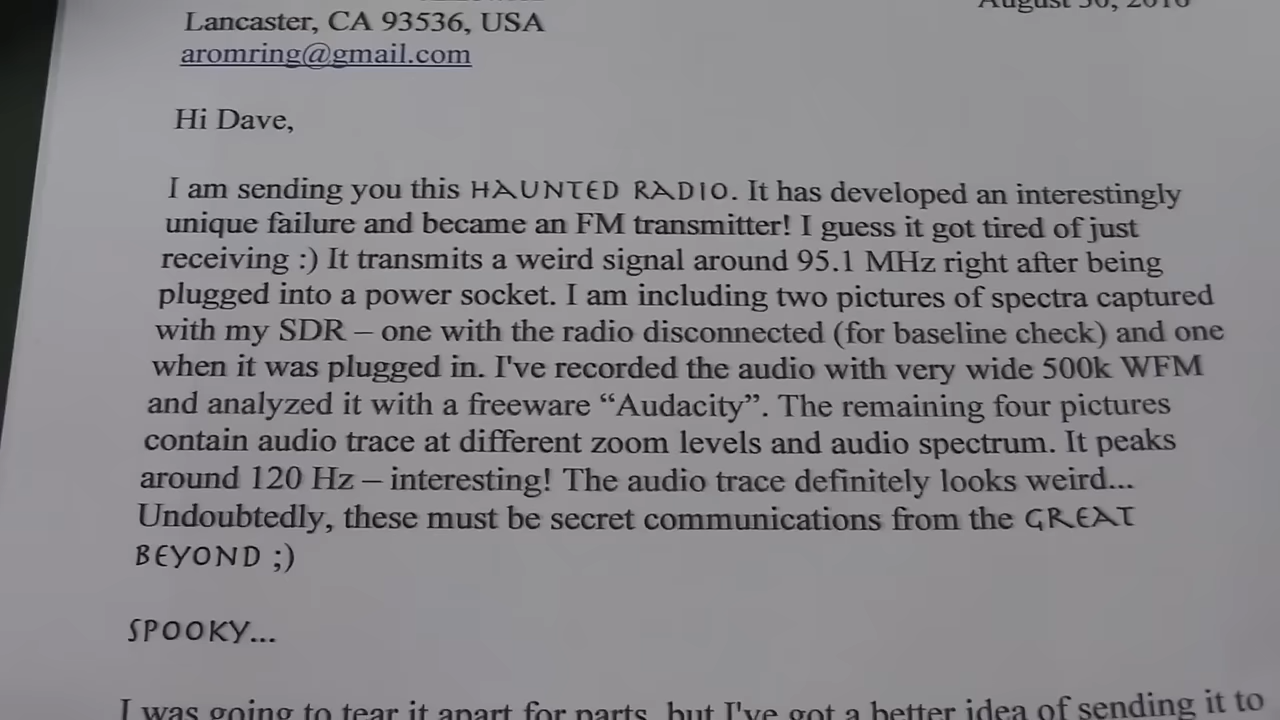 Lancaster, CA 93536, USA
aromring@gmail.com
Hi Dave,
I am sending you this HAUNTED RADIO. It has developed an interestingly
unique failure and became an FM transmitter! I guess it got tired of just
receiving :) It transmits a weird signal around 95.1 MHz right after being
plugged into a power socket. I am including two pictures of spectra captured
with my SDR – one with the radio disconnected (for baseline check) and one
when it was plugged in. I've recorded the audio with very wide 500k WFM
and analyzed it with a freeware “Audacity”. The remaining four pictures
contain audio trace at different zoom levels and audio spectrum. It peaks
around 120 Hz – interesting! The audio trace definitely looks weird...
Undoubtedly, these must be secret communications from the GREAT
BEYOND ;)
SPOOKY...
I was going to tear it apart for parts, but I've got a better idea of sending it to